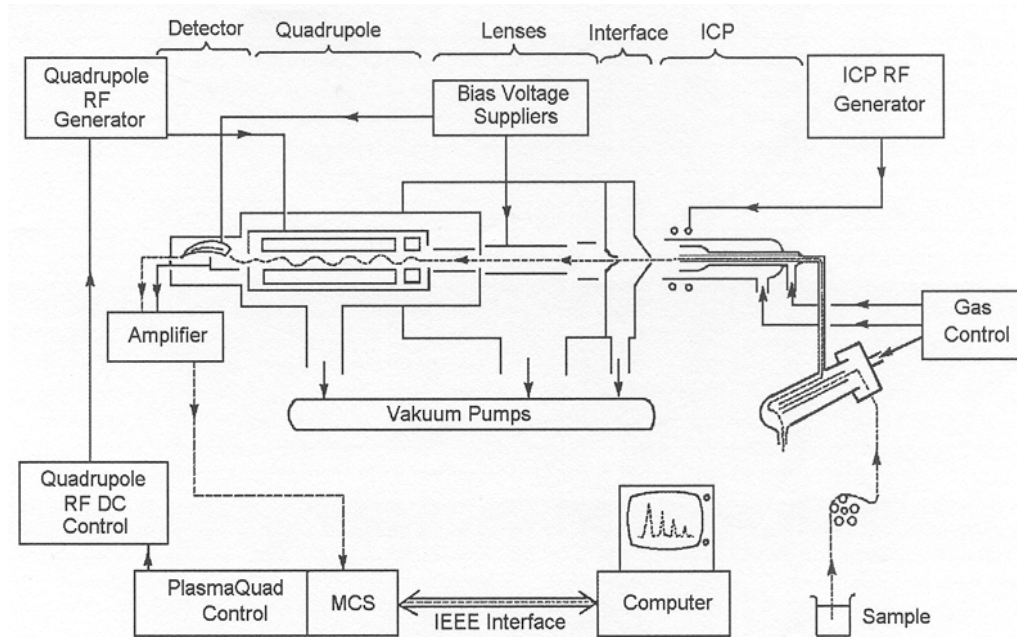 Detector
Quadrupole
Lenses
Interface
ICP
Quadrupole
RF
Generator
Bias Voltage
Suppliers
ICP RF
Generator
Amplifier
Gas
Control
Vakuum Pumps
Quadrupole
RF DC
Control
PlasmaQuad
Control
MCS
IEEE Interface
Computer
Sample